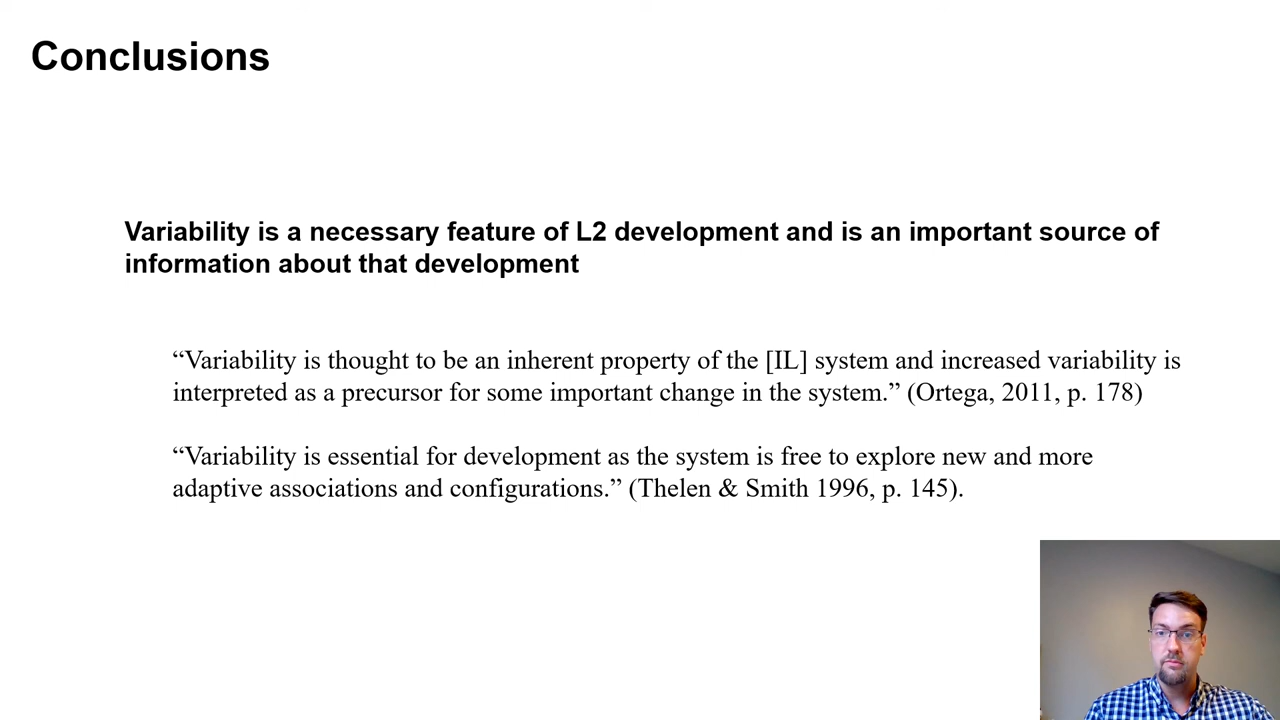 Conclusions
Variability is a necessary feature of L2 development and is an important source of
information about that development
“Variability is thought to be an inherent property of the [IL] system and increased variability is
interpreted as a precursor for some important change in the system.” (Ortega, 2011, p. 178)
“Variability is essential for development as the system is free to explore new and more
adaptive associations and configurations.” (Thelen & Smith 1996, p. 145).